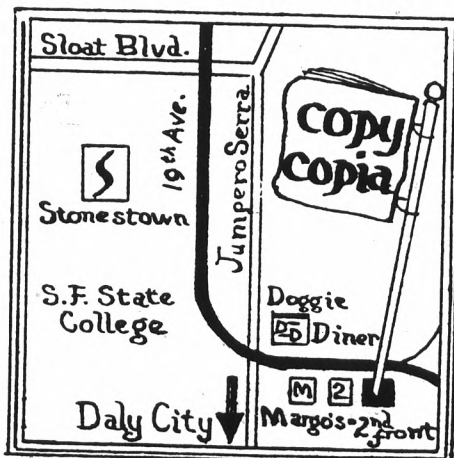 Sloat Blvd.
19th Ave.
Junipero Serra
copy
copia
S
Stonestown
S.F. State
College
Doggie
DD Diner
M 2
Margo's = 2nd
front
Daly City